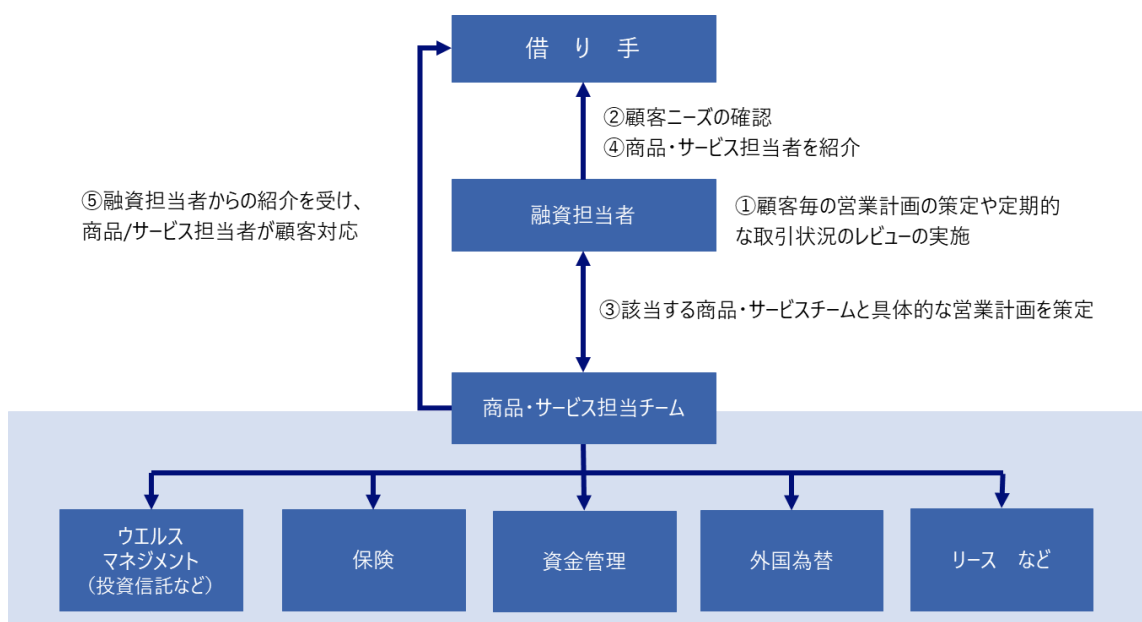 借り手
②顧客ニーズの確認
④商品・サービス担当者を紹介
⑤融資担当者からの紹介を受け、
商品/サービス担当者が顧客対応
融資担当者
①顧客毎の営業計画の策定や定期的
な取引状況のレビューの実施
③該当する商品・サービスチームと具体的な営業計画を策定
商品・サービス担当チーム
ウエルス
マネジメント
（投資信託など）
保険
資金管理
外国為替
リース　など